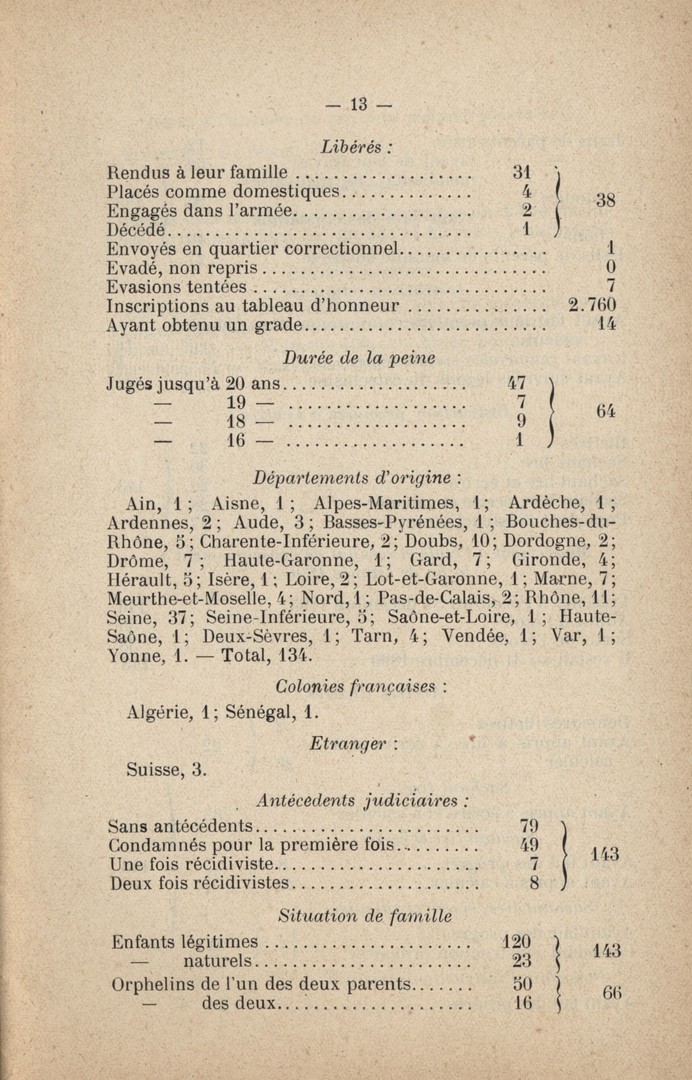 — 13 —
Libérés :
Rendus à leur famille ................... 31
Placés comme domestiques.............. 4
38
Engagés dans l'armée.................... 2
Décédé................................. 1
Envoyés en quartier correctionnel................ 1
Evadé, non repris.............................. 0
Evasions tentées ............................... 7
Inscriptions au tableau d'honneur ............... 2.760
Ayant obtenu un grade.......................... 14
Durée de la peine
Jugés jusqu'à 20 ans.................... 47
— 19 — ................... 7
64
— 18 — ................... 9
— 16 — ................... 1
Départements d'origine :
Ain, 1 ; Aisne, 1 ; Alpes-Maritimes, 1; Ardèche, 1 ;
Ardennes, 2 ; Aude, 3 ; Basses-Pyrénées, 1 ; Bouches-du-
Rhône, 5 ; Charente-Inférieure, 2; Doubs, 10; Dordogne, 2;
Drôme, 7 ; Haute-Garonne, 1; Gard, 7; Gironde, 4;
Hérault, 5 ; Isère, 1 ; Loire, 2 ; Lot-et-Garonne, 1 ; Marne, 7;
Meurthe-et-Moselle, 4; Nord, 1 ; Pas-de-Calais, 2; Rhône, 11;
Seine, 37; Seine-Inférieure, 5; Saône-et-Loire, 1 ; Haute-
Saône, 1; Deux-Sèvres, 1; Tarn, 4; Vendée, 1; Var, 1 ;
Yonne, 1. — Total, 134.
Colonies françaises :
Algérie, 1; Sénégal, 1.
Etranger :
Suisse, 3.
Antécédents judiciaires :
Sans antécédents........................ 79
Condamnés pour la première fois.......... 49
143
Une fois récidiviste...................... 7
Deux fois récidivistes.................... 8
Situation de famille
Enfants légitimes ...................... 120
143
— naturels....................... 23
Orphelins de l'un des deux parents....... 50
66
— des deux..................... 16